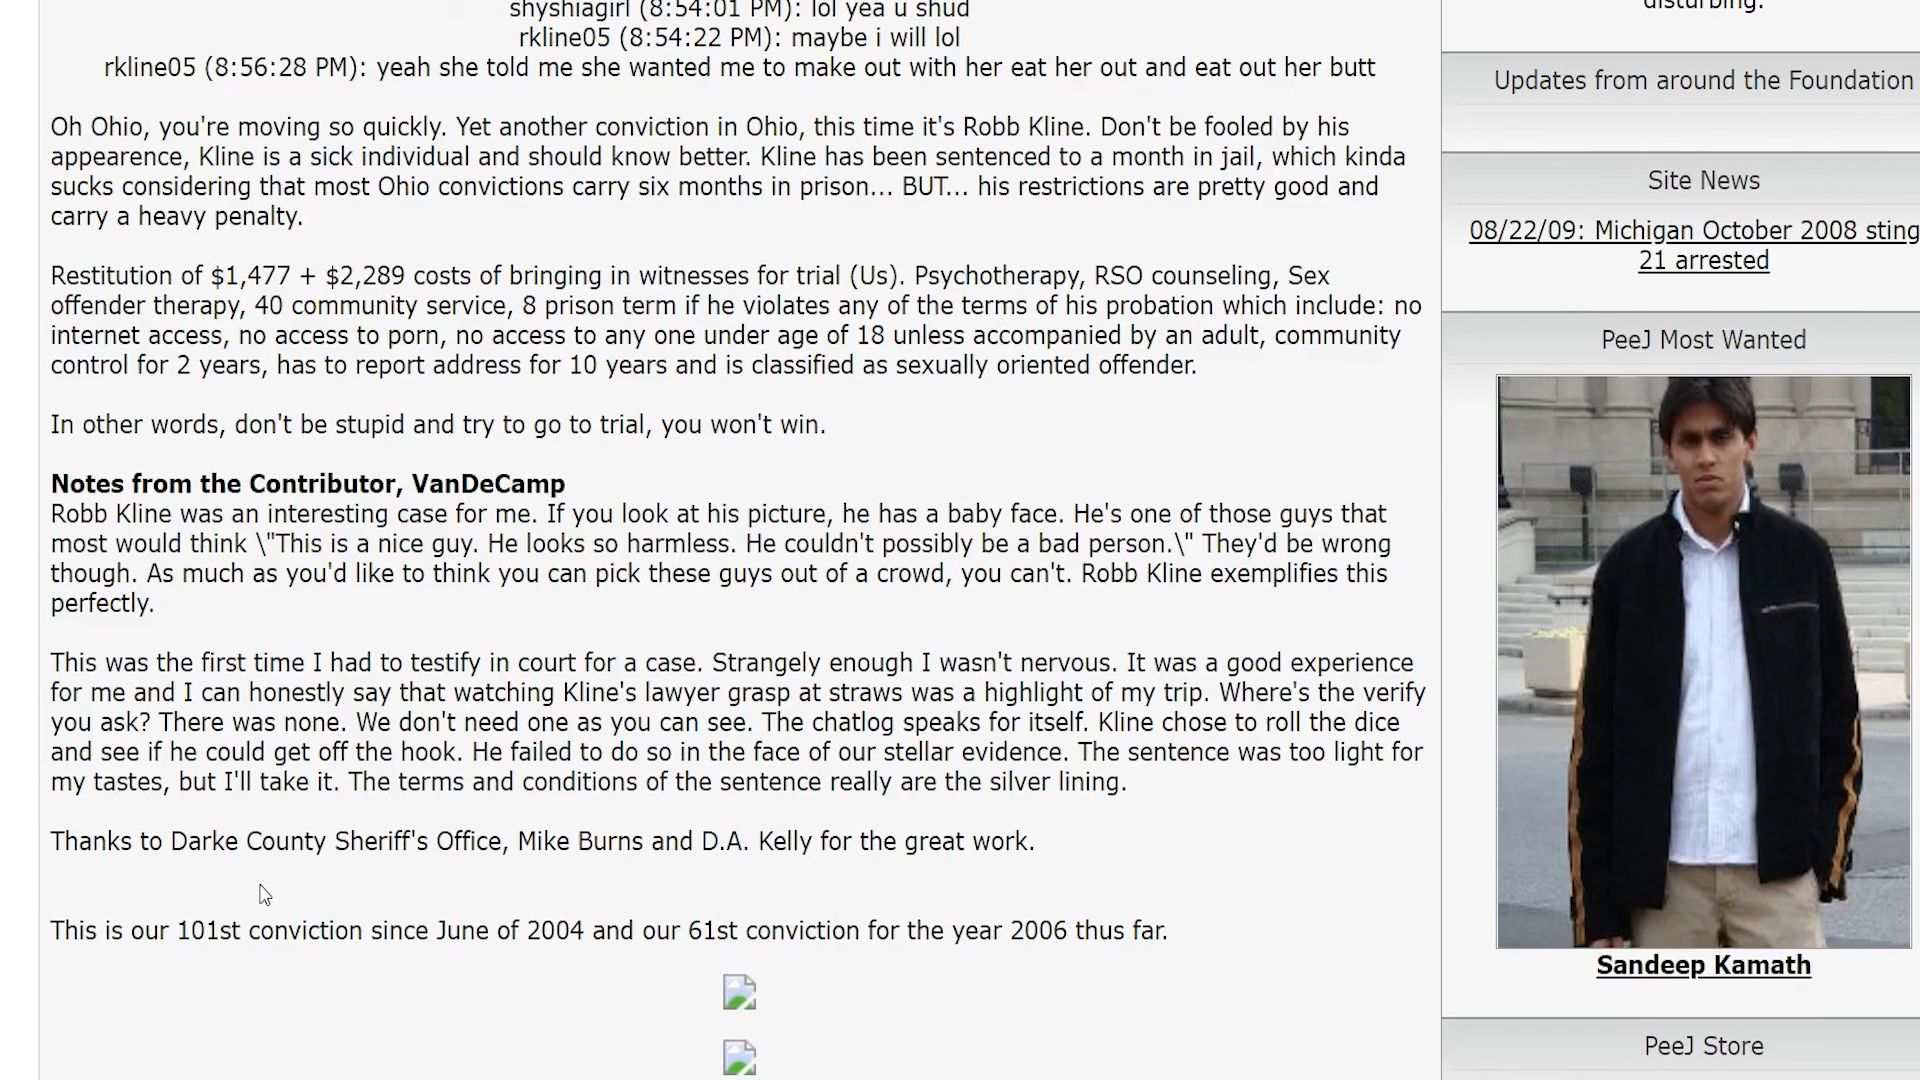 shyshiagirl (8:54:01 PM): lol yea u shud
rkline05 (8:54:22 PM): maybe i will lol
rkline05 (8:56:28 PM): yeah she told me she wanted me to make out with her eat her out and eat out her butt
Oh Ohio, you're moving so quickly. Yet another conviction in Ohio, this time it's Robb Kline. Don't be fooled by his
appearence, Kline is a sick individual and should know better. Kline has been sentenced to a month in jail, which kinda
sucks considering that most Ohio convictions carry six months in prison... BUT... his restrictions are pretty good and
carry a heavy penalty.
Restitution of $1,477 + $2,289 costs of bringing in witnesses for trial (Us). Psychotherapy, RSO counseling, Sex
offender therapy, 40 community service, 8 prison term if he violates any of the terms of his probation which include: no
internet access, no access to porn, no access to any one under age of 18 unless accompanied by an adult, community
control for 2 years, has to report address for 10 years and is classified as sexually oriented offender.
In other words, don't be stupid and try to go to trial, you won't win.
Notes from the Contributor, VanDeCamp
Robb Kline was an interesting case for me. If you look at his picture, he has a baby face. He's one of those guys that
most would think \"This is a nice guy. He looks so harmless. He couldn't possibly be a bad person.\" They'd be wrong
though. As much as you'd like to think you can pick these guys out of a crowd, you can't. Robb Kline exemplifies this
perfectly.
This was the first time I had to testify in court for a case. Strangely enough I wasn't nervous. It was a good experience
for me and I can honestly say that watching Kline's lawyer grasp at straws was a highlight of my trip. Where's the verify
you ask? There was none. We don't need one as you can see. The chatlog speaks for itself. Kline chose to roll the dice
and see if he could get off the hook. He failed to do so in the face of our stellar evidence. The sentence was too light for
my tastes, but I'll take it. The terms and conditions of the sentence really are the silver lining.
Thanks to Darke County Sheriff's Office, Mike Burns and D.A. Kelly for the great work.
This is our 101st conviction since June of 2004 and our 61st conviction for the year 2006 thus far.
disturbing.
Updates from around the Foundation
Site News
08/22/09: Michigan October 2008 sting
21 arrested
PeeJ Most Wanted
Sandeep Kamath
PeeJ Store